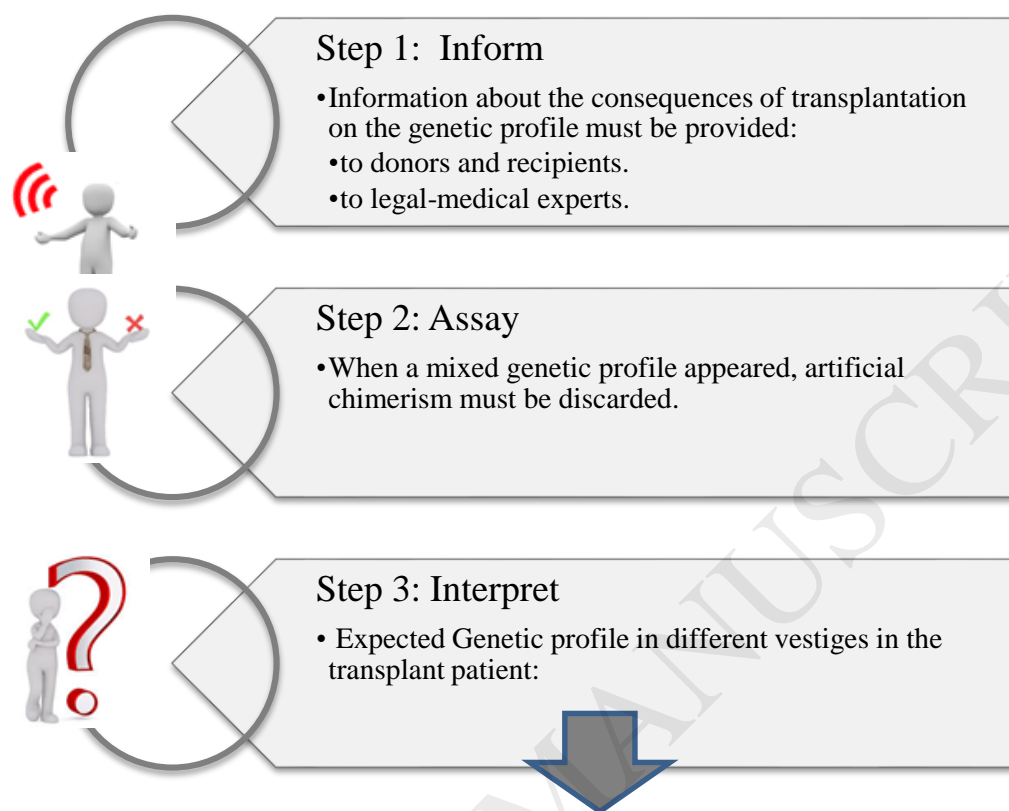 Step 1:  Inform
•Information about the consequences of transplantation
on the genetic profile must be provided:
•to donors and recipients.
•to legal-medical experts.
Step 2: Assay
•When a mixed genetic profile appeared, artificial
chimerism must be discarded.
Step 3: Interpret
• Expected Genetic profile in different vestiges in the
transplant patient: